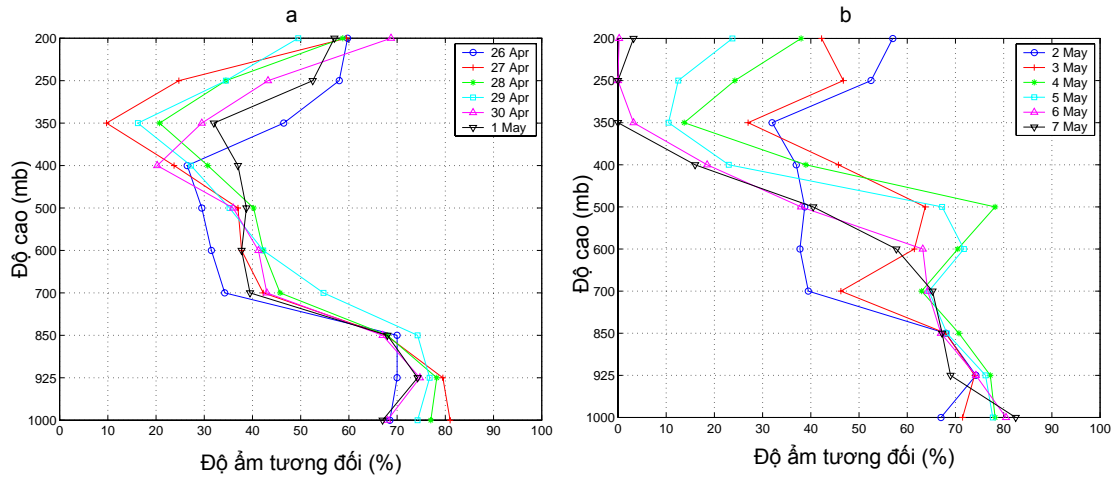 a
200
250
350
400
500
600
700
850
925
1000
0 10 20 30 40 50 60 70 80 90 100
Độ cao (mb)
Độ ẩm tương đối (%)
26 Apr
27 Apr
28 Apr
29 Apr
30 Apr
1 May
b
200
250
350
400
500
600
700
850
925
1000
0 10 20 30 40 50 60 70 80 90 100
Độ cao (mb)
Độ ẩm tương đối (%)
2 May
3 May
4 May
5 May
6 May
7 May